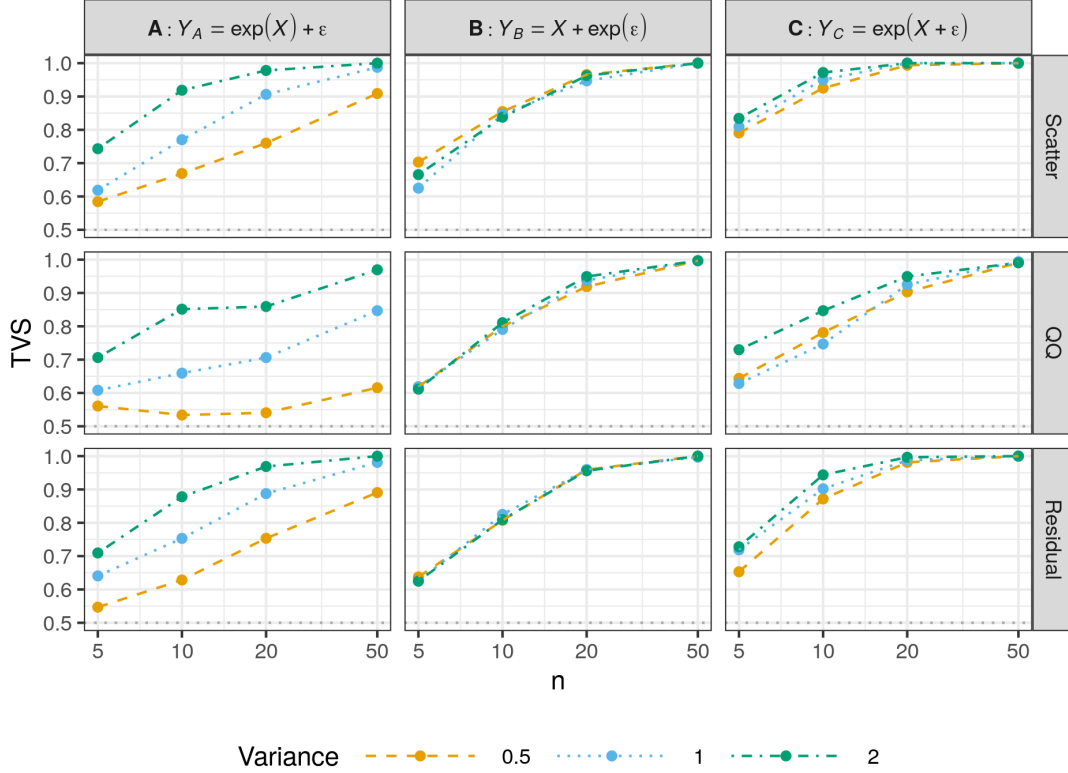 A : Y_A = exp(X) + ε
B : Y_B = X + exp(ε)
C : Y_C = exp(X + ε)
1.0
0.9
0.8
0.7
0.6
0.5
Scatter
1.0
0.9
0.8
0.7
0.6
0.5
QQ
1.0
0.9
0.8
0.7
0.6
0.5
Residual
TVS
5 10 20 50
5 10 20 50
5 10 20 50
n
Variance 0.5 1 2